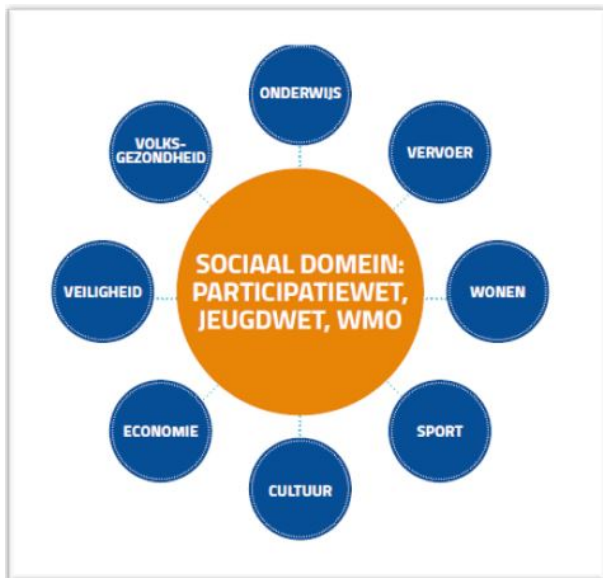 ONDERWIJS
VOLKS-
GEZONDHEID
VERVOER
SOCIAAL DOMEIN:
PARTICIPATIEWET,
JEUGDWET, WMO
VEILIGHEID
WONEN
ECONOMIE
SPORT
CULTUUR